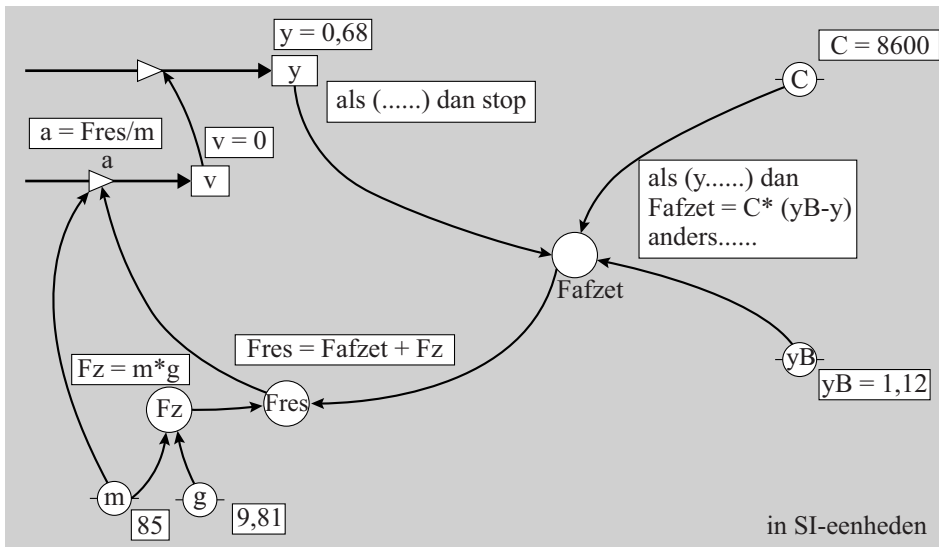 y = 0,68
C = 8600
y
C
als (......) dan stop
a = Fres/m
v = 0
a
v
als (y......) dan
Fafzet = C* (yB-y)
anders......
Fafzet
Fres = Fafzet + Fz
yB
Fz = m*g
yB = 1,12
Fz
Fres
m
g
85
9,81
in SI-eenheden